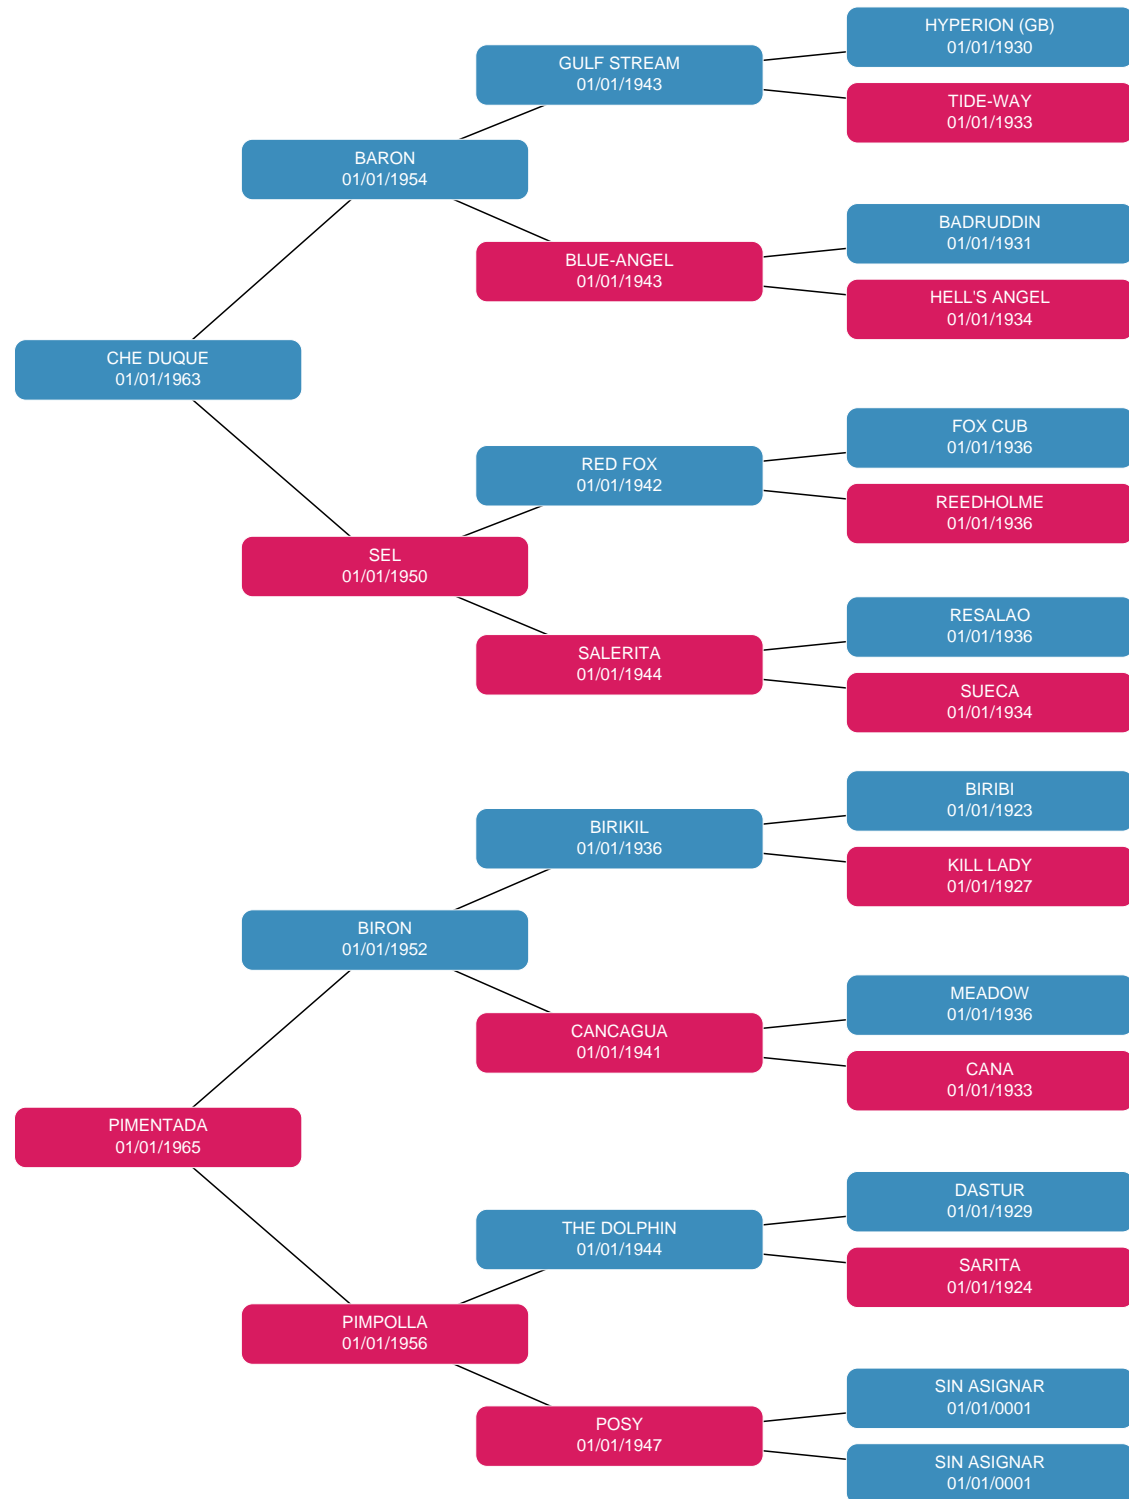 HYPERION (GB)
01/01/1930
GULF STREAM
01/01/1943
TIDE-WAY
01/01/1933
BARON
01/01/1954
BADRUDDIN
01/01/1931
BLUE-ANGEL
01/01/1943
HELL'S ANGEL
01/01/1934
CHE DUQUE
01/01/1963
FOX CUB
01/01/1936
RED FOX
01/01/1942
REEDHOLME
01/01/1936
SEL
01/01/1950
RESALAO
01/01/1936
SALERITA
01/01/1944
SUECA
01/01/1934
BIRIBI
01/01/1923
BIRIKIL
01/01/1936
KILL LADY
01/01/1927
BIRON
01/01/1952
MEADOW
01/01/1936
CANCAGUA
01/01/1941
CANA
01/01/1933
PIMENTADA
01/01/1965
DASTUR
01/01/1929
THE DOLPHIN
01/01/1944
SARITA
01/01/1924
PIMPOLLA
01/01/1956
SIN ASIGNAR
01/01/0001
POSY
01/01/1947
SIN ASIGNAR
01/01/0001